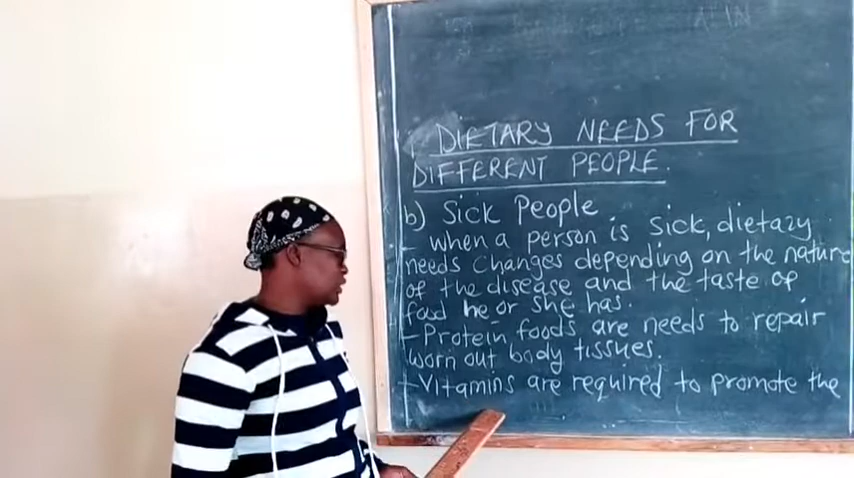 DIETARY NEEDS FOR
DIFFERENT PEOPLE.
b) Sick People
- when a person is sick, dietary
needs changes depending on the nature
of the disease and the taste of
food he or she has.
- Protein foods are needs to repair
worn out body tissues.
- Vitamins are required to promote the